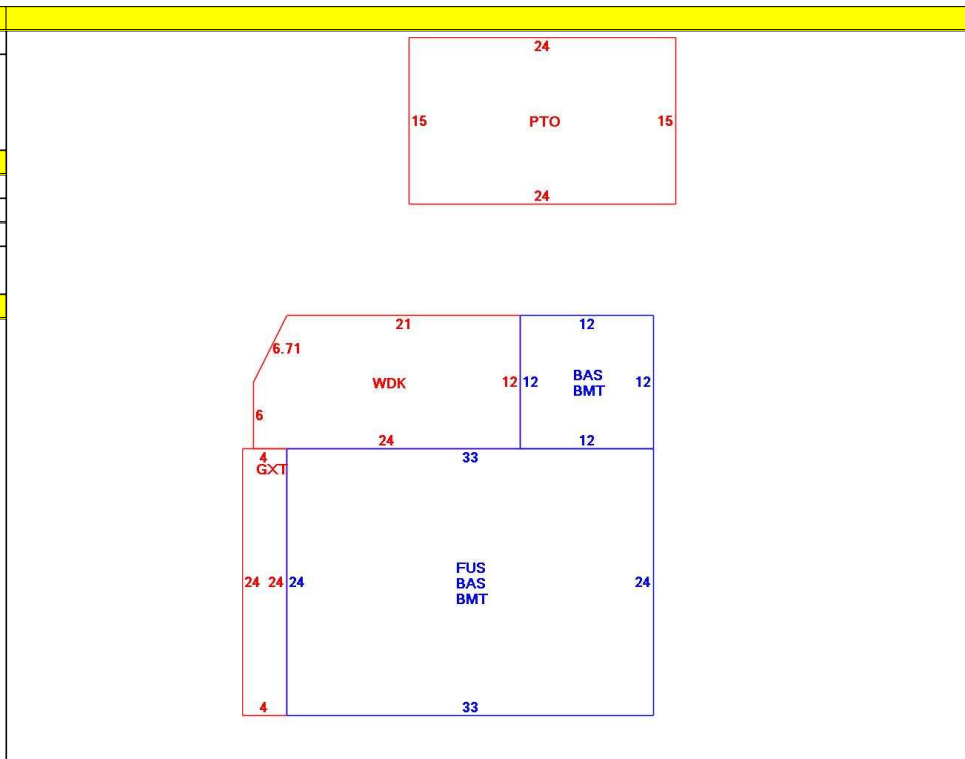 24
15 PTO 15
24
21 12
6.71
WDK 12 12 BAS 12
BMT
6
24 12
4 33
GXT
FUS
24 24 24 BAS 24
BMT
4 33